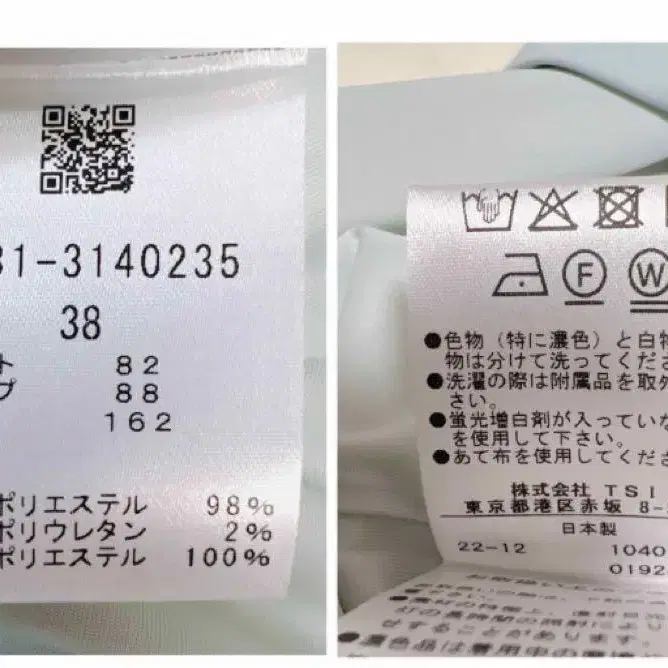 31-3140235
38
ト 82
プ 88
162
ポリエステル 98%
ポリウレタン 2%
ポリエステル 100%
F
W
●色物（特に濃色）と白物
物は分けて洗ってくださ
●洗濯の際は附属品を取
さい。
●蛍光増白剤が入っていな
を使用して下さい。
●あて布を使用してくださ
株式会社 TSI
東京都港区赤坂 8-
日本製
22-12 1040
0192